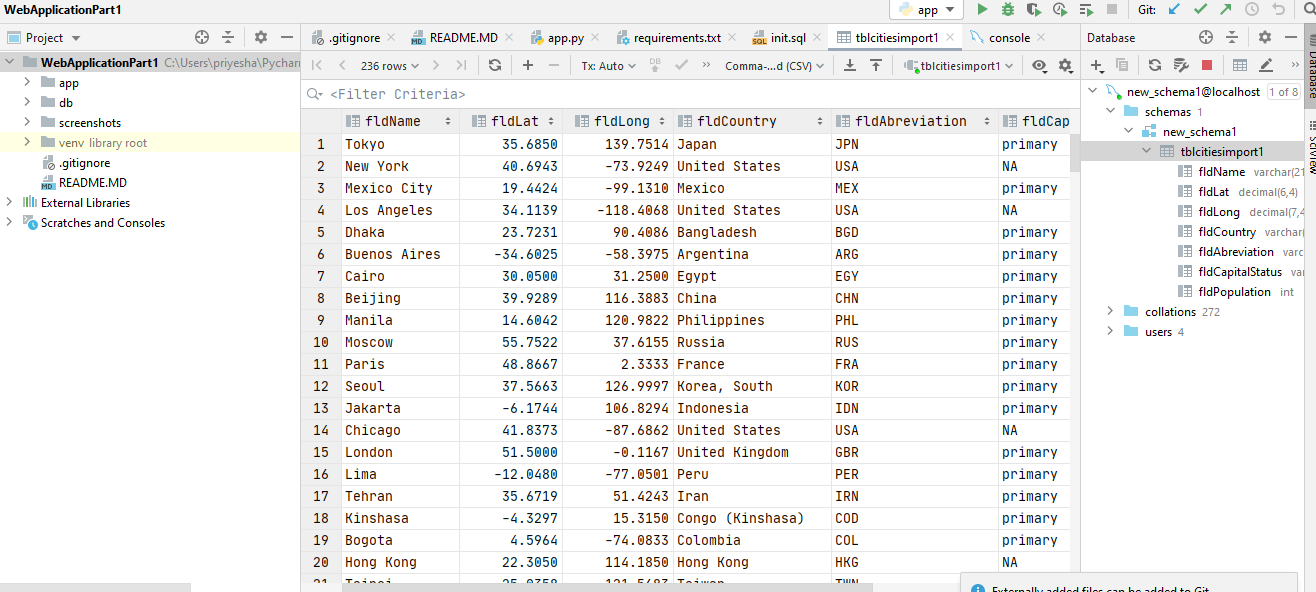 WebApplicationPart1
app
Git:
Project
.gitignore
README.MD
app.py
requirements.txt
init.sql
tblcitiesimport1
console
Database
WebApplicationPart1 C:\Users\priyesha\Pycharm
app
db
screenshots
venv library root
.gitignore
README.MD
External Libraries
Scratches and Consoles
236 rows
Tx: Auto
DB
Comma-...d (CSV)
tblcitiesimport1
<Filter Criteria>
fldName fldLat fldLong fldCountry fldAbreviation fldCap
1 Tokyo 35.6850 139.7514 Japan JPN primary
2 New York 40.6943 -73.9249 United States USA NA
3 Mexico City 19.4424 -99.1310 Mexico MEX primary
4 Los Angeles 34.1139 -118.4068 United States USA NA
5 Dhaka 23.7231 90.4086 Bangladesh BGD primary
6 Buenos Aires -34.6025 -58.3975 Argentina ARG primary
7 Cairo 30.0500 31.2500 Egypt EGY primary
8 Beijing 39.9289 116.3883 China CHN primary
9 Manila 14.6042 120.9822 Philippines PHL primary
10 Moscow 55.7522 37.6155 Russia RUS primary
11 Paris 48.8667 2.3333 France FRA primary
12 Seoul 37.5663 126.9997 Korea, South KOR primary
13 Jakarta -6.1744 106.8294 Indonesia IDN primary
14 Chicago 41.8373 -87.6862 United States USA NA
15 London 51.5000 -0.1167 United Kingdom GBR primary
16 Lima -12.0480 -77.0501 Peru PER primary
17 Tehran 35.6719 51.4243 Iran IRN primary
18 Kinshasa -4.3297 15.3150 Congo (Kinshasa) COD primary
19 Bogota 4.5964 -74.0833 Colombia COL primary
20 Hong Kong 22.3050 114.1850 Hong Kong HKG NA
21 Taipei 25.0358 121.5683 Taiwan TWN
new_schema1@localhost 1 of 8
schemas 1
new_schema1
tblcitiesimport1
fldName varchar(21
fldLat decimal(6,4)
fldLong decimal(7,4
fldCountry varchar(
fldAbreviation varc
fldCapitalStatus va
fldPopulation int
collations 272
users 4
Database
SciView
Externally added files can be added to Git